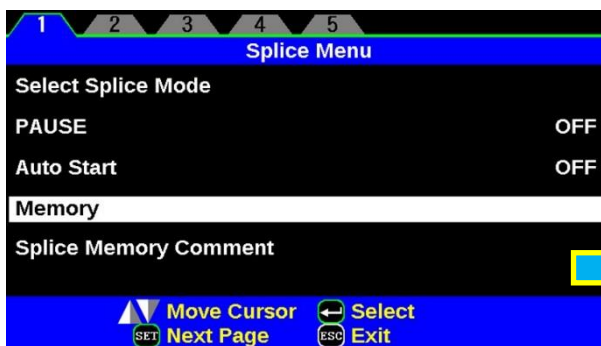 1 2 3 4 5
Splice Menu
Select Splice Mode
PAUSE OFF
Auto Start OFF
Memory
Splice Memory Comment
Move Cursor Select
SET Next Page ESC Exit